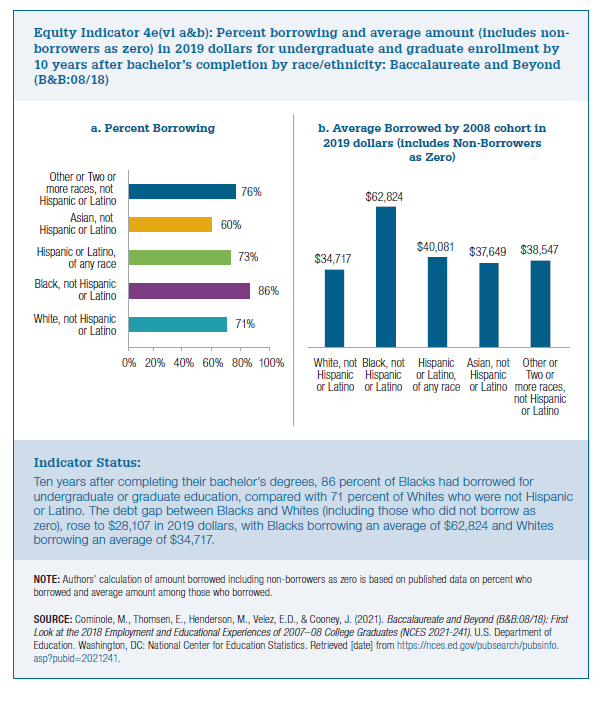 Equity Indicator 4e(vi a&b): Percent borrowing and average amount (includes non-
borrowers as zero) in 2019 dollars for undergraduate and graduate enrollment by
10 years after bachelor's completion by race/ethnicity: Baccalaureate and Beyond
(B&B:08/18)
a. Percent Borrowing
Other or Two or
more races, not
Hispanic or Latino
76%
Asian, not
Hispanic or Latino
60%
Hispanic or Latino,
of any race
73%
Black, not Hispanic
or Latino
86%
White, not Hispanic
or Latino
71%
0% 20% 40% 60% 80% 100%
b. Average Borrowed by 2008 cohort in
2019 dollars (includes Non-Borrowers
as Zero)
$34,717
$62,824
$40,081
$37,649
$38,547
White, not
Hispanic
or Latino
Black, not
Hispanic
or Latino
Hispanic
or Latino,
of any race
Asian, not
Hispanic
or Latino
Other or
Two or
more races,
not Hispanic
or Latino
Indicator Status:
Ten years after completing their bachelor's degrees, 86 percent of Blacks had borrowed for
undergraduate or graduate education, compared with 71 percent of Whites who were not Hispanic
or Latino. The debt gap between Blacks and Whites (including those who did not borrow as
zero), rose to $28,107 in 2019 dollars, with Blacks borrowing an average of $62,824 and Whites
borrowing an average of $34,717.
NOTE: Authors' calculation of amount borrowed including non-borrowers as zero is based on published data on percent who
borrowed and average amount among those who borrowed.
SOURCE: Cominole, M., Thomsen, E., Henderson, M., Velez, E.D., & Cooney, J. (2021). Baccalaureate and Beyond (B&B:08/18): First
Look at the 2018 Employment and Educational Experiences of 2007–08 College Graduates (NCES 2021-241). U.S. Department of
Education. Washington, DC: National Center for Education Statistics. Retrieved [date] from https://nces.ed.gov/pubsearch/pubsinfo.
asp?pubid=2021241.